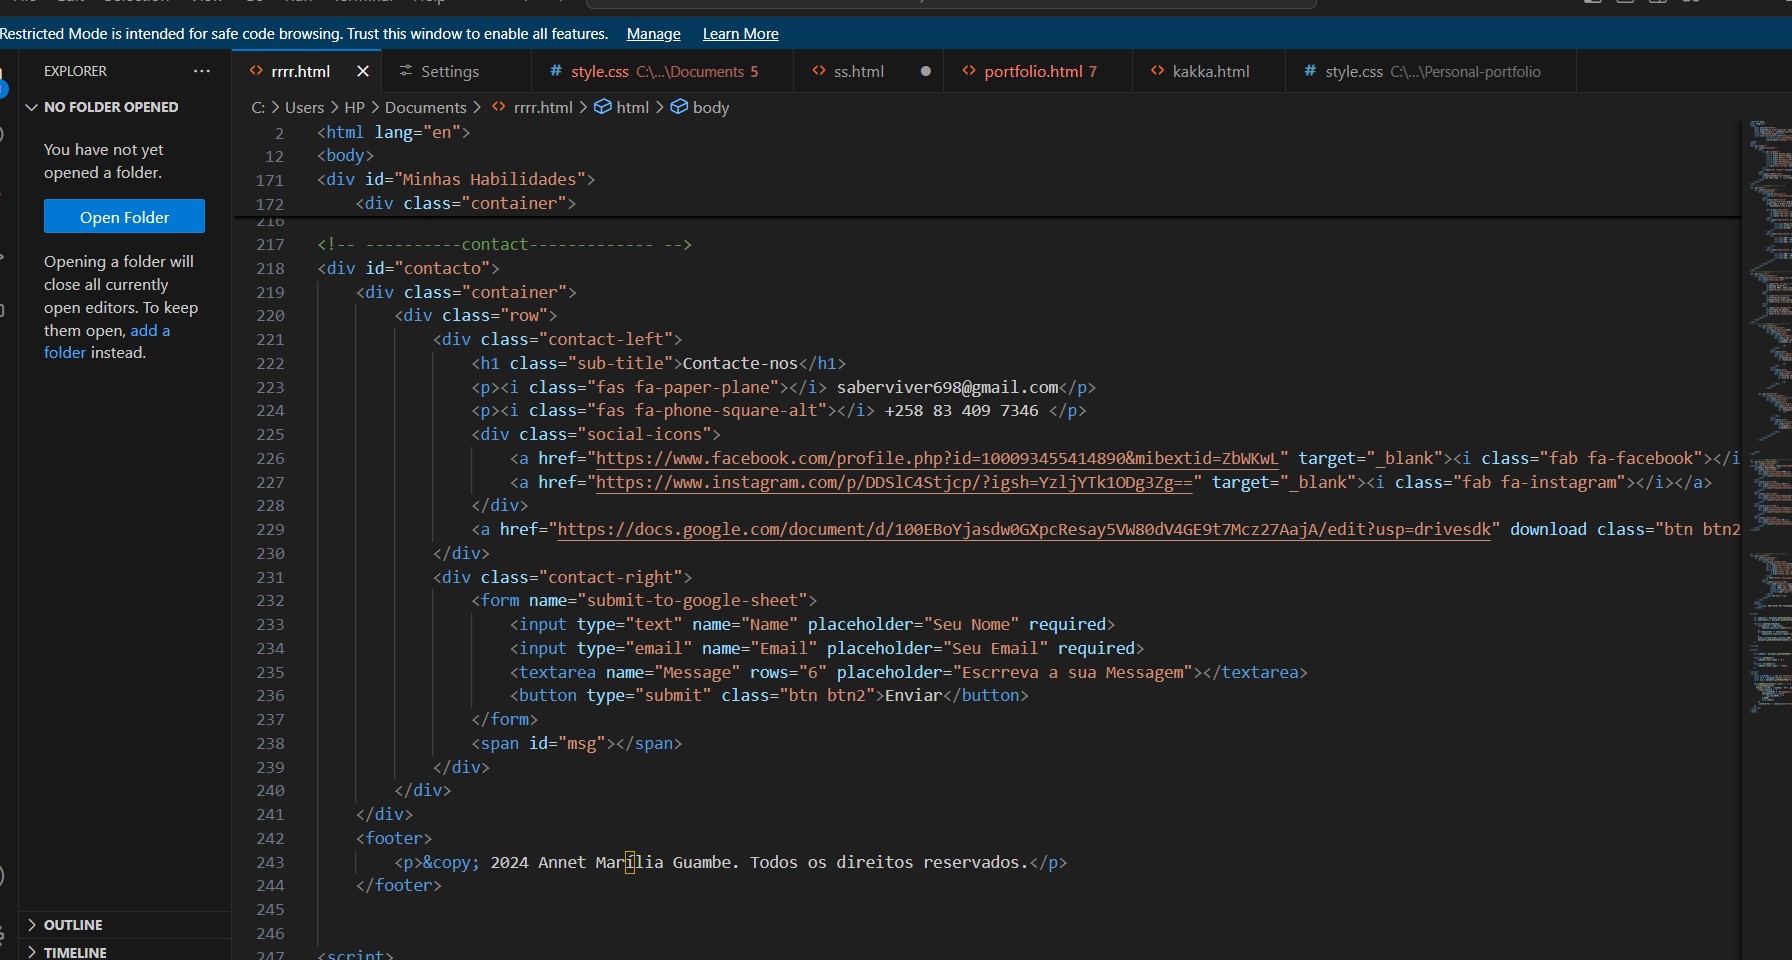 Restricted Mode is intended for safe code browsing. Trust this window to enable all features. Manage Learn More
EXPLORER ···
rrrr.html Settings style.css C:\...\Documents 5 ss.html portfolio.html 7 kakka.html style.css C:\...\Personal-portfolio
NO FOLDER OPENED
You have not yet
opened a folder.
Open Folder
Opening a folder will
close all currently
open editors. To keep
them open, add a
folder instead.
OUTLINE
TIMELINE
C: > Users > HP > Documents > rrrr.html > html > body
2 <html lang="en">
12 <body>
171 <div id="Minhas Habilidades">
172 <div class="container">
216
217 <!-- ----------contact------------- -->
218 <div id="contacto">
219 <div class="container">
220 <div class="row">
221 <div class="contact-left">
222 <h1 class="sub-title">Contacte-nos</h1>
223 <p><i class="fas fa-paper-plane"></i> saberviver698@gmail.com</p>
224 <p><i class="fas fa-phone-square-alt"></i> +258 83 409 7346 </p>
225 <div class="social-icons">
226 <a href="https://www.facebook.com/profile.php?id=100093455414890&mibextid=ZbWKwL" target="_blank"><i class="fab fa-facebook"></i
227 <a href="https://www.instagram.com/p/DDSlC4Stjcp/?igsh=YzljYTk1ODg3Zg==" target="_blank"><i class="fab fa-instagram"></i></a>
228 </div>
229 <a href="https://docs.google.com/document/d/100EBoYjasdw0GXpcResay5VW80dV4GE9t7Mcz27AajA/edit?usp=drivesdk" download class="btn btn2
230 </div>
231 <div class="contact-right">
232 <form name="submit-to-google-sheet">
233 <input type="text" name="Name" placeholder="Seu Nome" required>
234 <input type="email" name="Email" placeholder="Seu Email" required>
235 <textarea name="Message" rows="6" placeholder="Escrreva a sua Messagem"></textarea>
236 <button type="submit" class="btn btn2">Enviar</button>
237 </form>
238 <span id="msg"></span>
239 </div>
240 </div>
241 </div>
242 <footer>
243 <p>&copy; 2024 Annet Marília Guambe. Todos os direitos reservados.</p>
244 </footer>
245
246
247 <script>